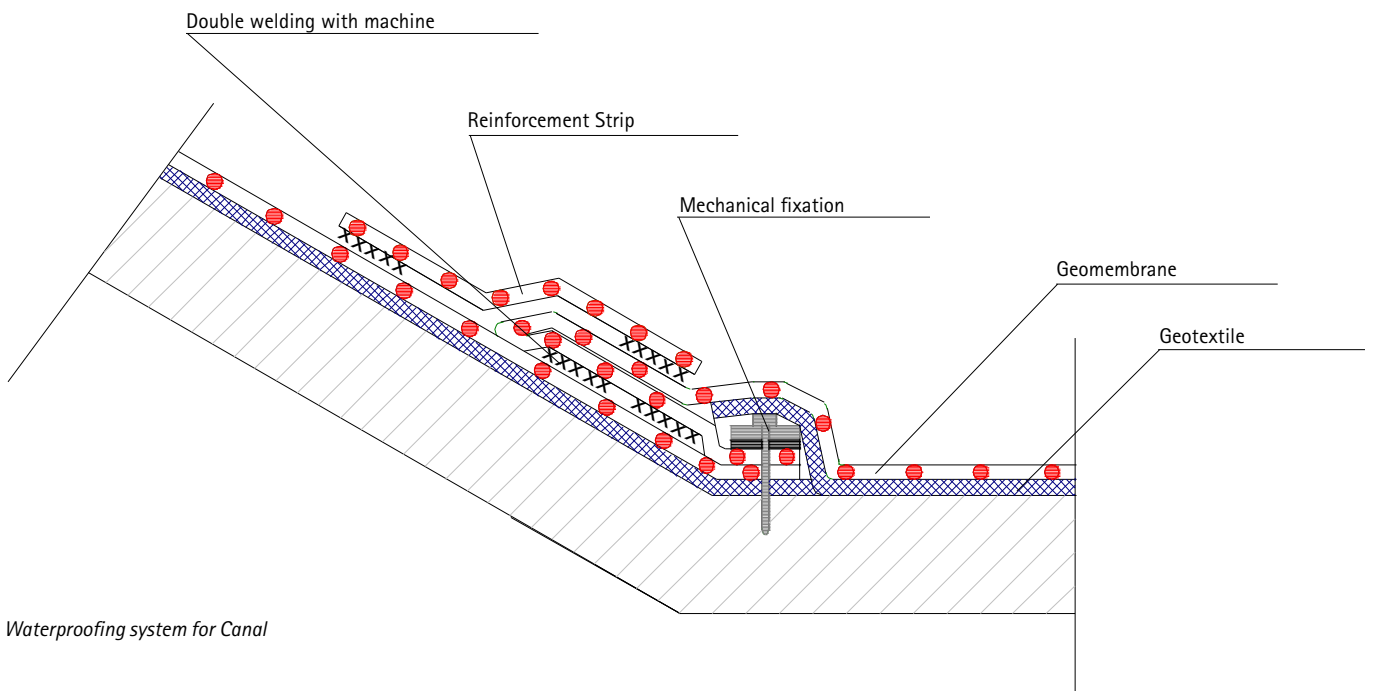 Double welding with machine
Reinforcement Strip
Mechanical fixation
Geomembrane
Geotextile
Waterproofing system for Canal